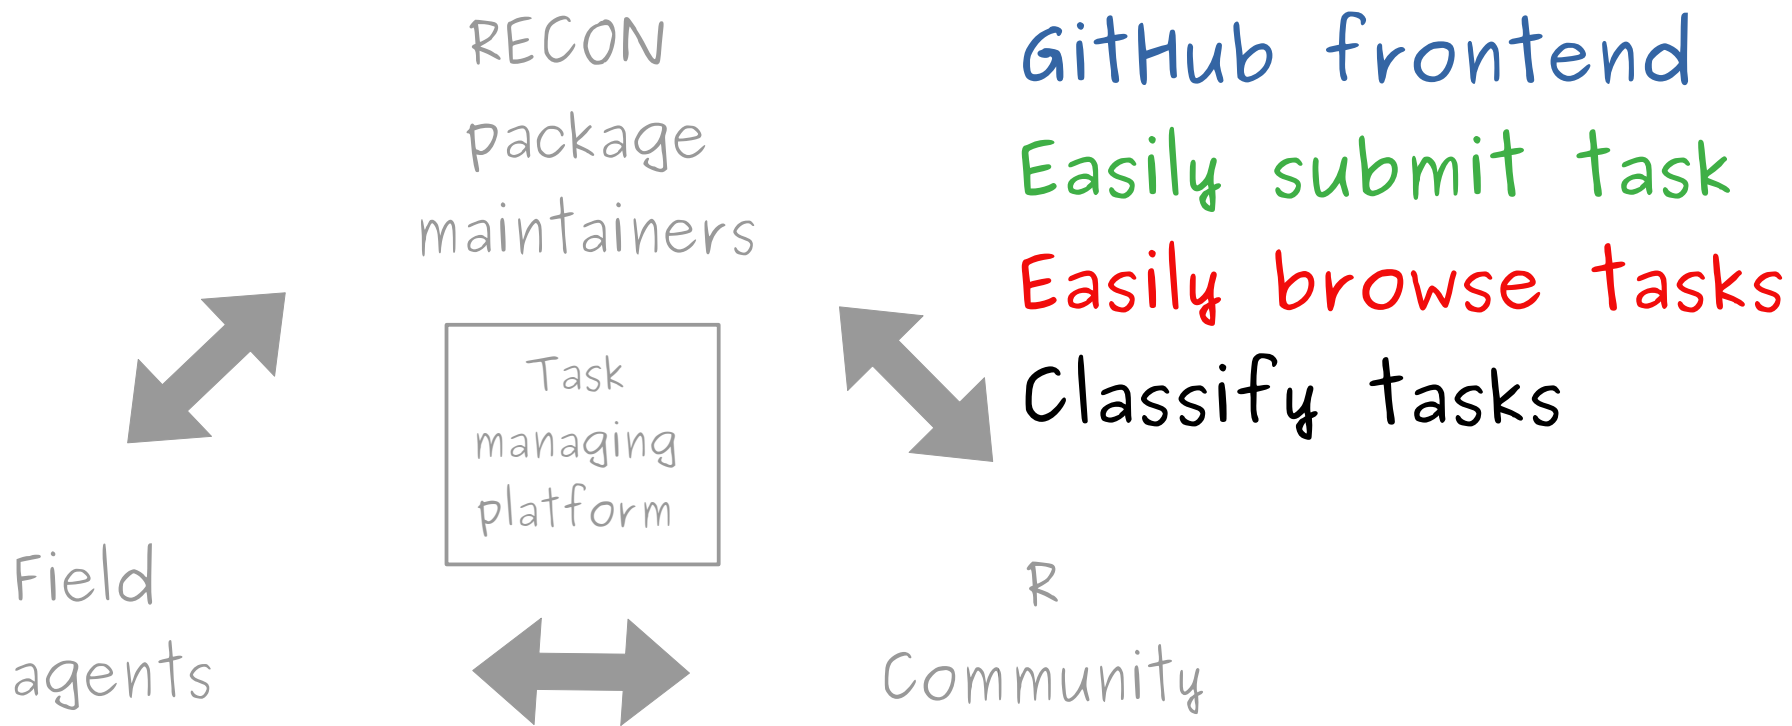 RECON
package
maintainers
GitHub frontend
Easily submit task
Easily browse tasks
Classify tasks
Task
managing
platform
Field
agents
R
Community